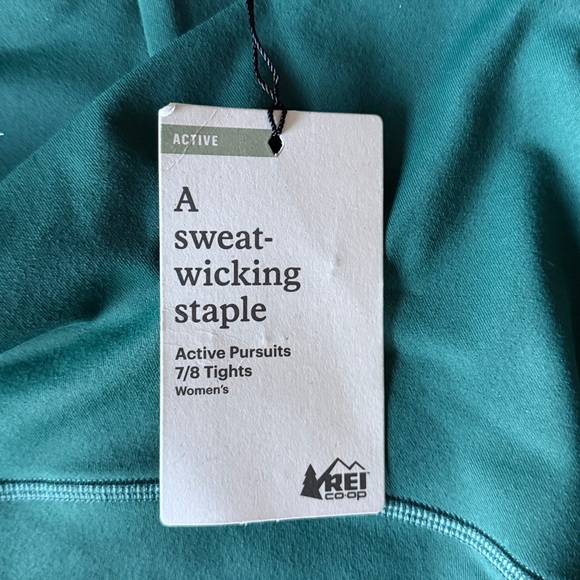 ACTIVE
A
sweat-
wicking
staple
Active Pursuits
7/8 Tights
Women's
REI
co·op